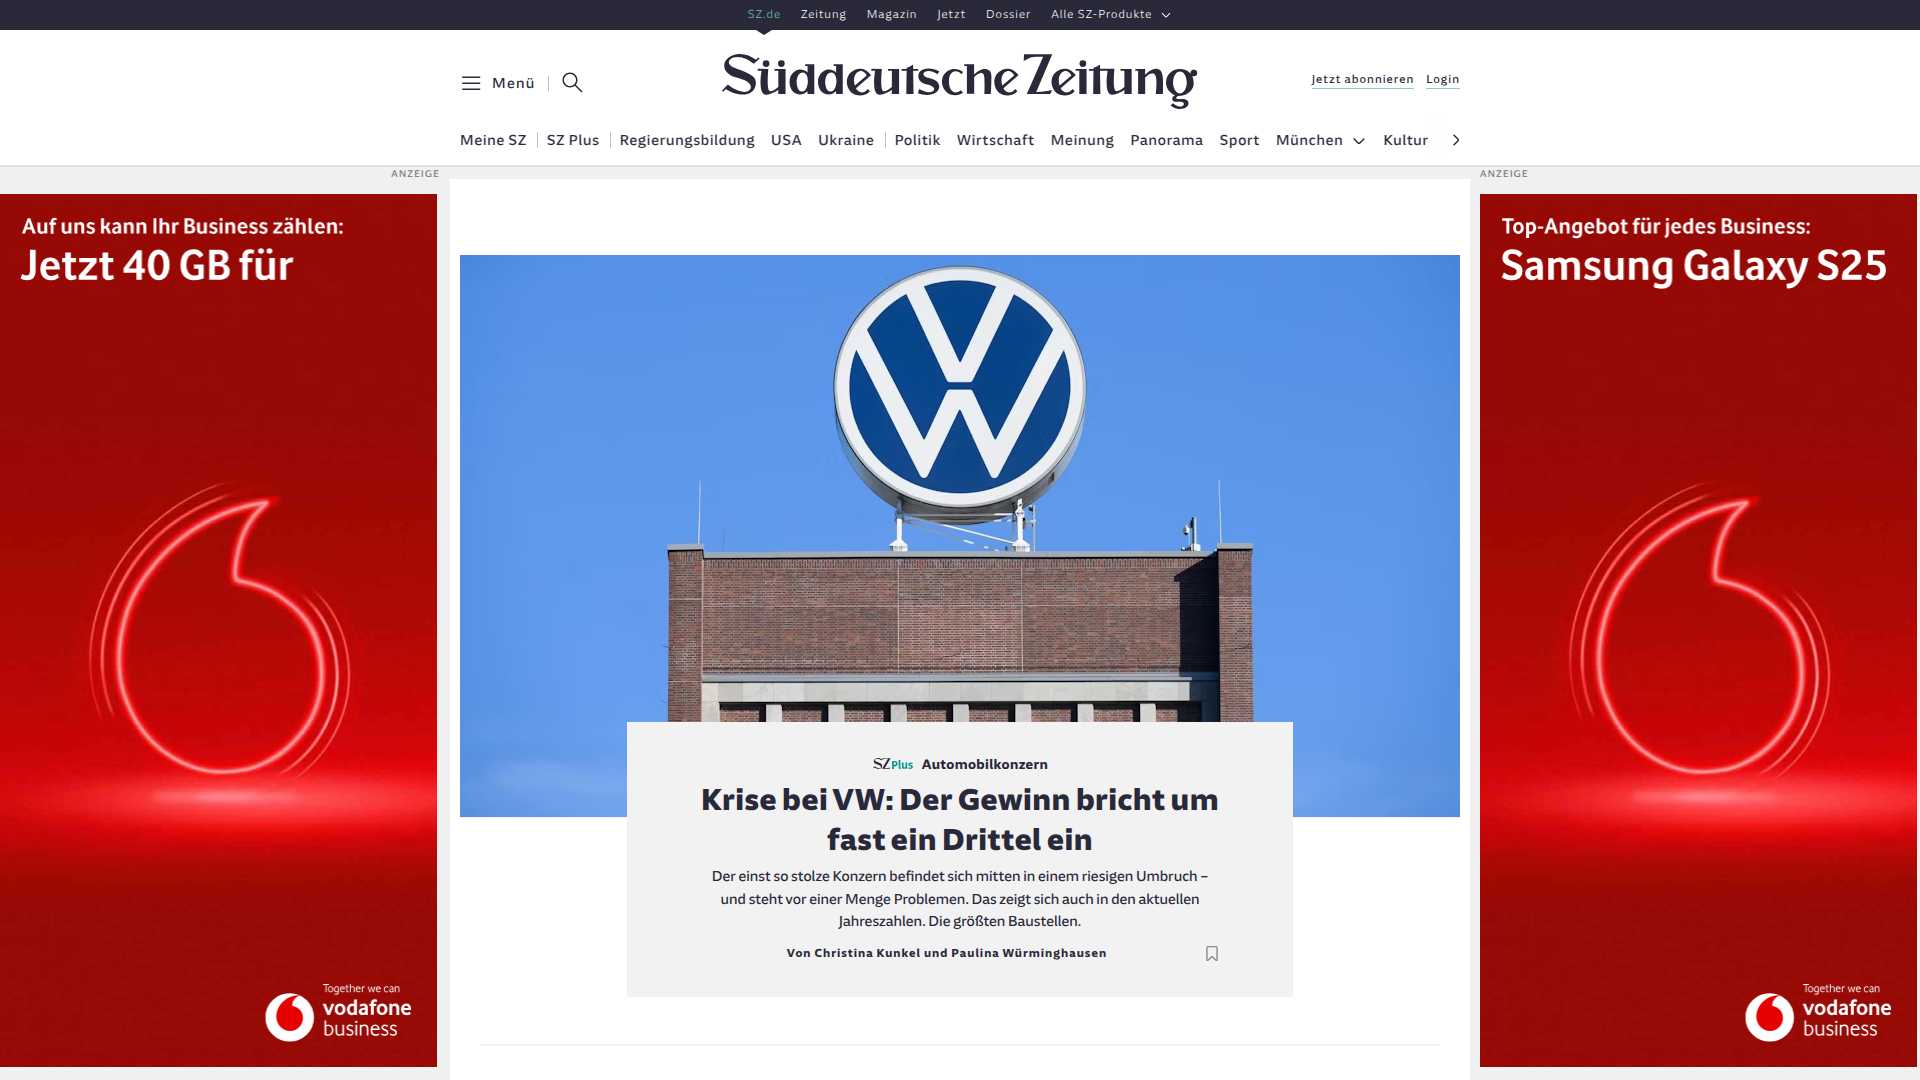 SZ.de Zeitung Magazin Jetzt Dossier Alle SZ-Produkte
Menü
Süddeutsche Zeitung
Jetzt abonnieren Login
Meine SZ SZ Plus Regierungsbildung USA Ukraine Politik Wirtschaft Meinung Panorama Sport München Kultur
ANZEIGE
Auf uns kann Ihr Business zählen:
Jetzt 40 GB für
Together we can
vodafone
business
VW
SZ Plus Automobilkonzern
Krise bei VW: Der Gewinn bricht um
fast ein Drittel ein
Der einst so stolze Konzern befindet sich mitten in einem riesigen Umbruch –
und steht vor einer Menge Problemen. Das zeigt sich auch in den aktuellen
Jahreszahlen. Die größten Baustellen.
Von Christina Kunkel und Paulina Würminghausen
ANZEIGE
Top-Angebot für jedes Business:
Samsung Galaxy S25
Together we can
vodafone
business